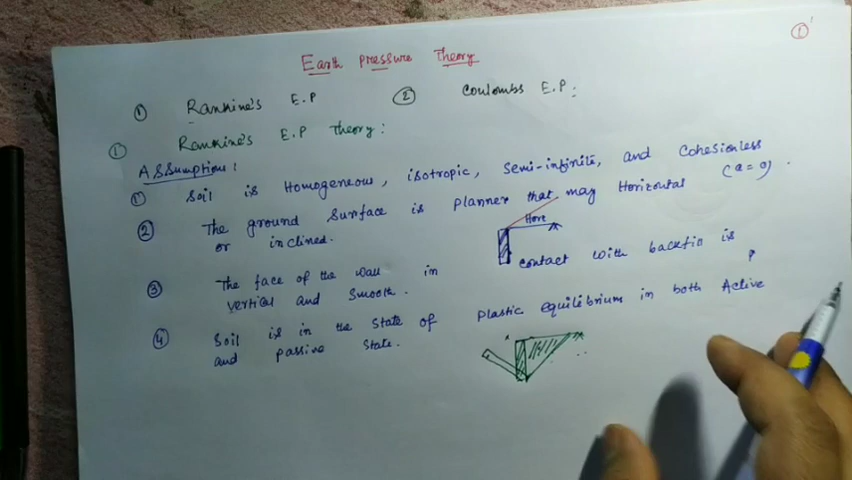 ①
Earth Pressure Theory
① Rankine's E.P ② Coulombs E.P:
① Rankine's E.P Theory:
ASSumption:
① Soil is Homogeneous, isotropic, Semi-infinite, and Cohesionless
(c=0).
② The ground Surface is planner that may Horizontal
or inclined.
Hore
③ The face of the wall in contact with backfill is
vertical and Smooth.
④ Soil is in the State of plastic equilibrium in both Active
and passive State.